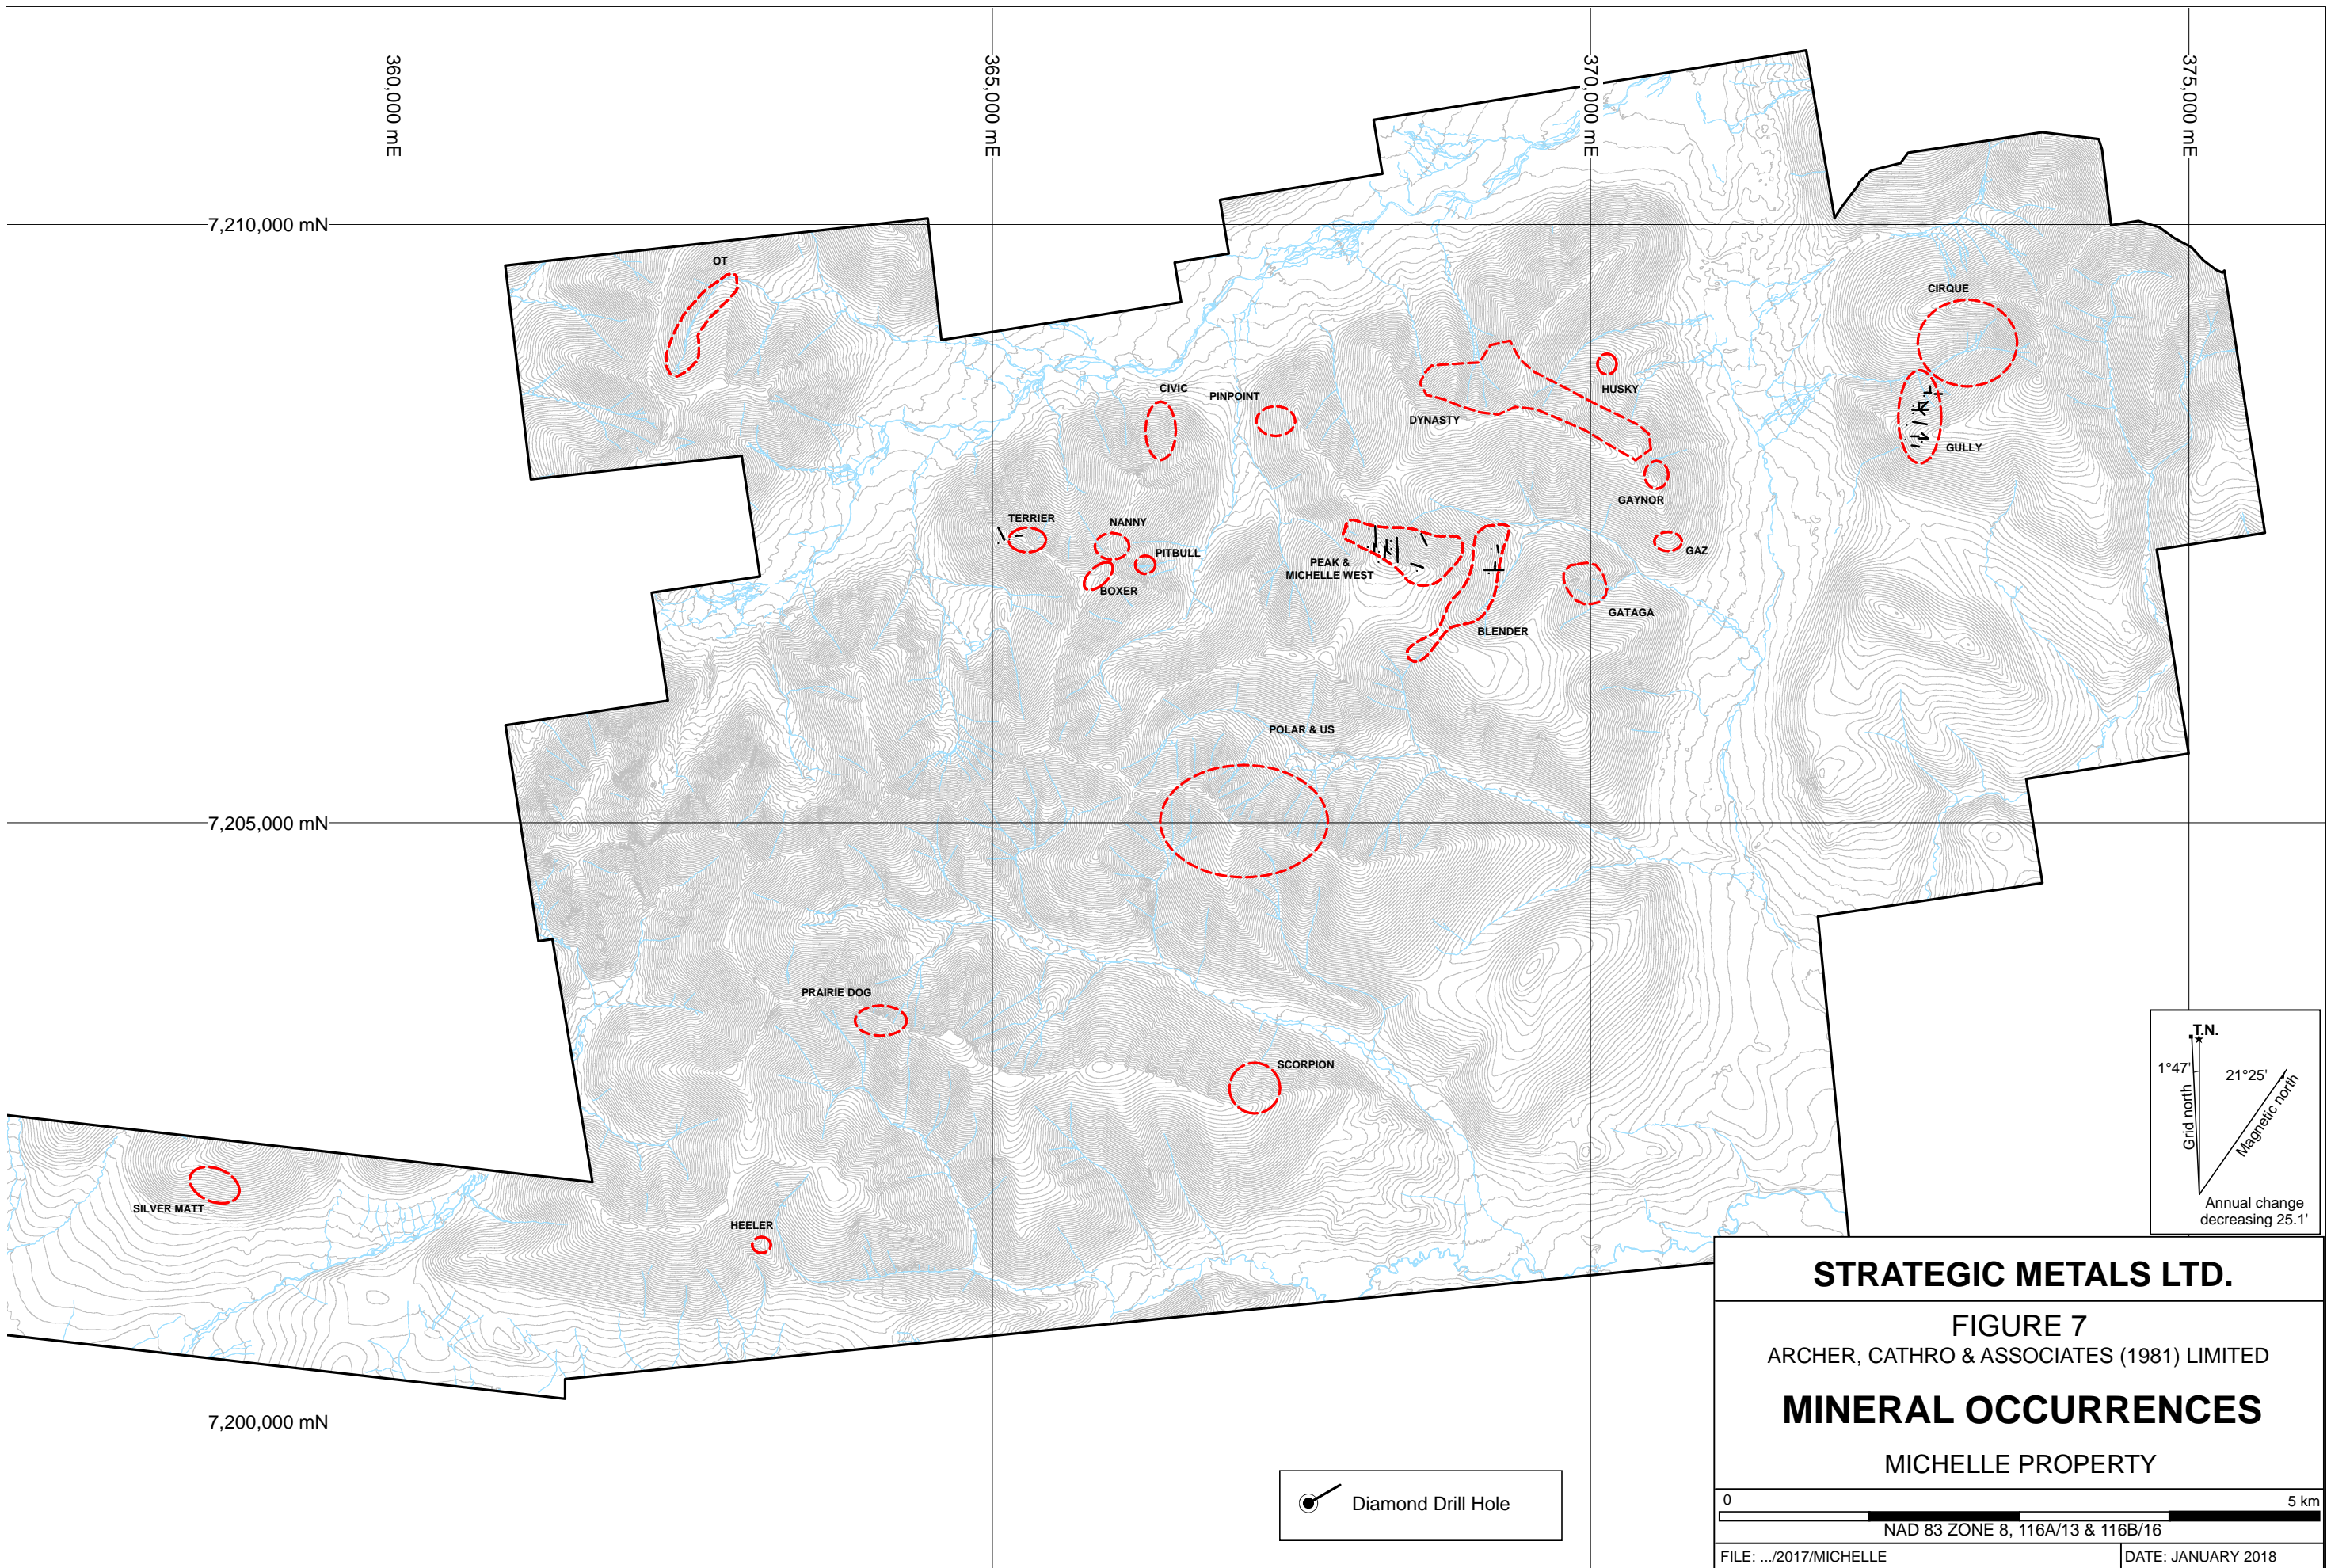 360,000 mE
365,000 mE
370,000 mE
375,000 mE
7,210,000 mN
OT
CIRQUE
CIVIC
PINPOINT
HUSKY
DYNASTY
GULLY
GAYNOR
TERRIER
NANNY
PITBULL
GAZ
PEAK &
MICHELLE WEST
BOXER
GATAGA
BLENDER
POLAR & US
7,205,000 mN
PRAIRIE DOG
SCORPION
SILVER MATT
HEELER
7,200,000 mN
T.N.
1°47'
21°25'
Grid north
Magnetic north
Annual change
decreasing 25.1'
Diamond Drill Hole
STRATEGIC METALS LTD.
FIGURE 7
ARCHER, CATHRO & ASSOCIATES (1981) LIMITED
MINERAL OCCURRENCES
MICHELLE PROPERTY
0 5 km
NAD 83 ZONE 8, 116A/13 & 116B/16
FILE: .../2017/MICHELLE DATE: JANUARY 2018